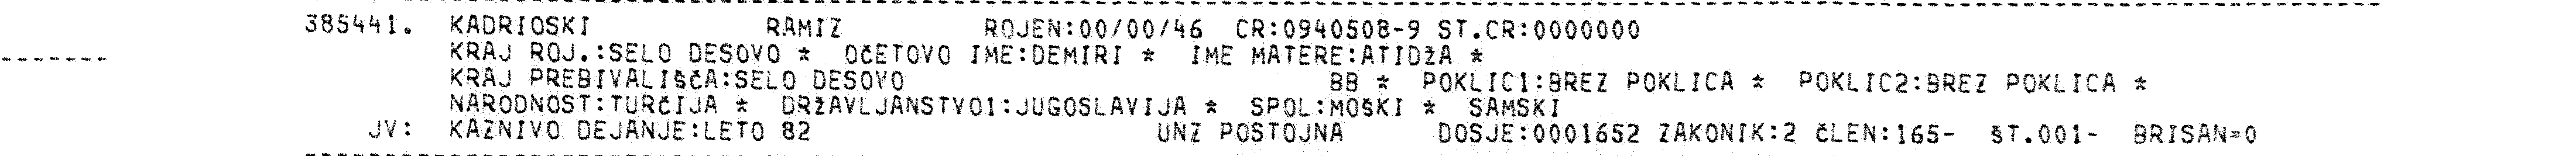 385441. KADRIOSKI RAMIZ ROJEN:00/00/46 CR:0940508-9 ST.CR:0000000
KRAJ ROJ.:SELO DESOVO * OČETOVO IME:DEMIRI * IME MATERE:ATIDŽA *
KRAJ PREBIVALIŠČA:SELO DESOVO BB * POKLIC1:BREZ POKLICA * POKLIC2:BREZ POKLICA *
NARODNOST:TURČIJA * DRŽAVLJANSTVO1:JUGOSLAVIJA * SPOL:MOŠKI * SAMSKI
JV: KAZNIVO DEJANJE:LETO 82 UNZ POSTOJNA DOSJE:0001652 ZAKONIK:2 ČLEN:165- ŠT.001- BRISAN=0